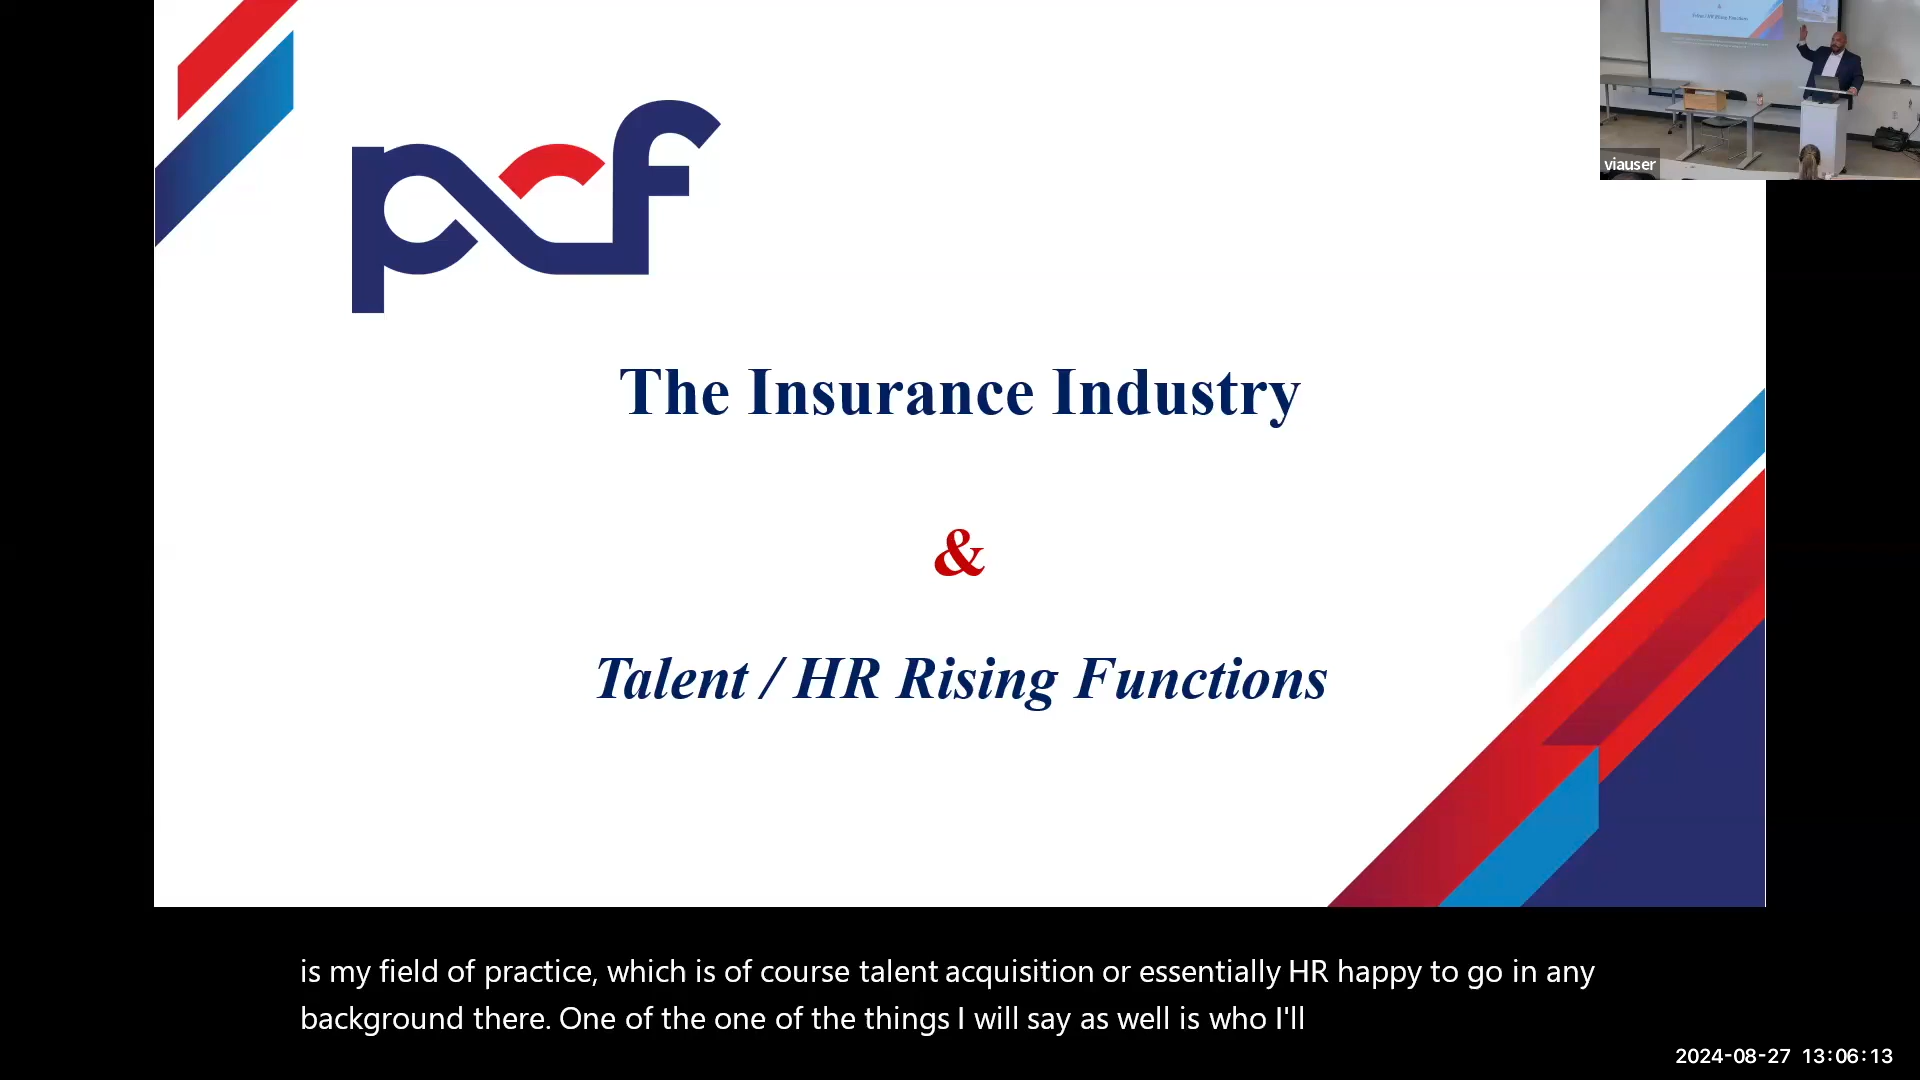 pcf
The Insurance Industry
&
Talent / HR Rising Functions
viauser
is my field of practice, which is of course talent acquisition or essentially HR happy to go in any
background there. One of the one of the things I will say as well is who I'll
2024-08-27 13:06:13